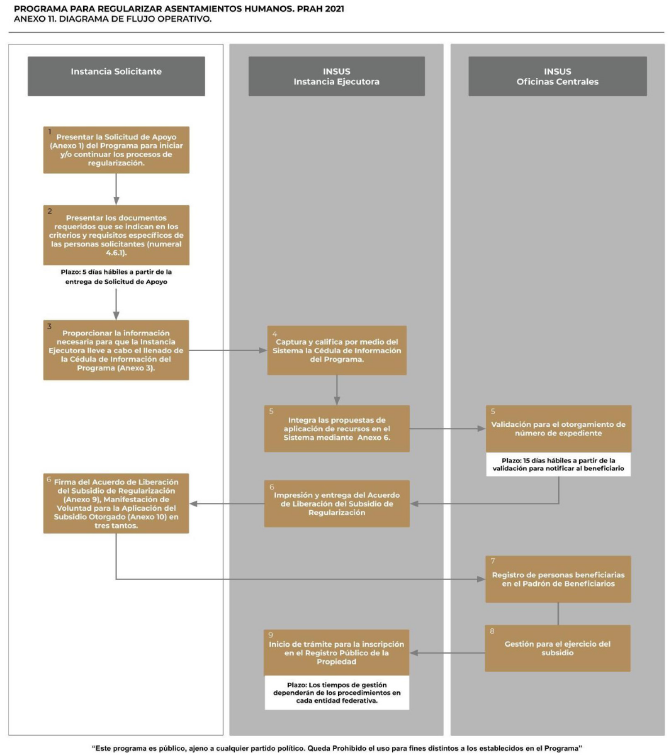 PROGRAMA PARA REGULARIZAR ASENTAMIENTOS HUMANOS. PRAH 2021
ANEXO 11. DIAGRAMA DE FLUJO OPERATIVO.
Instancia Solicitante
INSUS
Instancia Ejecutora
INSUS
Oficinas Centrales
1
Presentar la Solicitud de Apoyo
(Anexo 1) del Programa para iniciar
y/o continuar los procesos de
regularización.
2
Presentar los documentos
requeridos que se indican en los
criterios y requisitos específicos de
las personas solicitantes (numeral
4.6.1).
Plazo: 5 días hábiles a partir de la
entrega de Solicitud de Apoyo
3
Proporcionar la información
necesaria para que la Instancia
Ejecutora lleve a cabo el llenado de
la Cédula de Información del
Programa (Anexo 3).
4
Captura y califica por medio del
Sistema la Cédula de Información
del Programa.
5
Integra las propuestas de
aplicación de recursos en el
Sistema mediante Anexo 6.
5
Validación para el otorgamiento de
número de expediente
Plazo: 15 días hábiles a partir de la
validación para notificar al beneficiario
6
Firma del Acuerdo de Liberación
del Subsidio de Regularización
(Anexo 9), Manifestación de
Voluntad para la Aplicación del
Subsidio Otorgado (Anexo 10) en
tres tantos.
6
Impresión y entrega del Acuerdo
de Liberación del Subsidio de
Regularización
7
Registro de personas beneficiarias
en el Padrón de Beneficiarios
8
Gestión para el ejercicio del
subsidio
9
Inicio de trámite para la inscripción
en el Registro Público de la
Propiedad
Plazo: Los tiempos de gestión
dependerán de los procedimientos en
cada entidad federativa.
"Este programa es público, ajeno a cualquier partido político. Queda Prohibido el uso para fines distintos a los establecidos en el Programa"